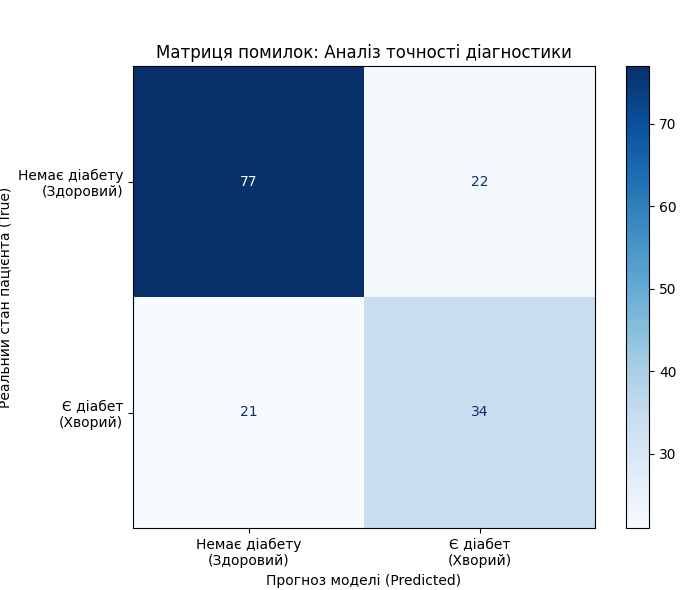 Матриця помилок: Аналіз точності діагностики
Реальний стан пацієнта (True)
Немає діабету
(Здоровий)
77
22
Є діабет
(Хворий)
21
34
Немає діабету
(Здоровий)
Є діабет
(Хворий)
Прогноз моделі (Predicted)
70
60
50
40
30